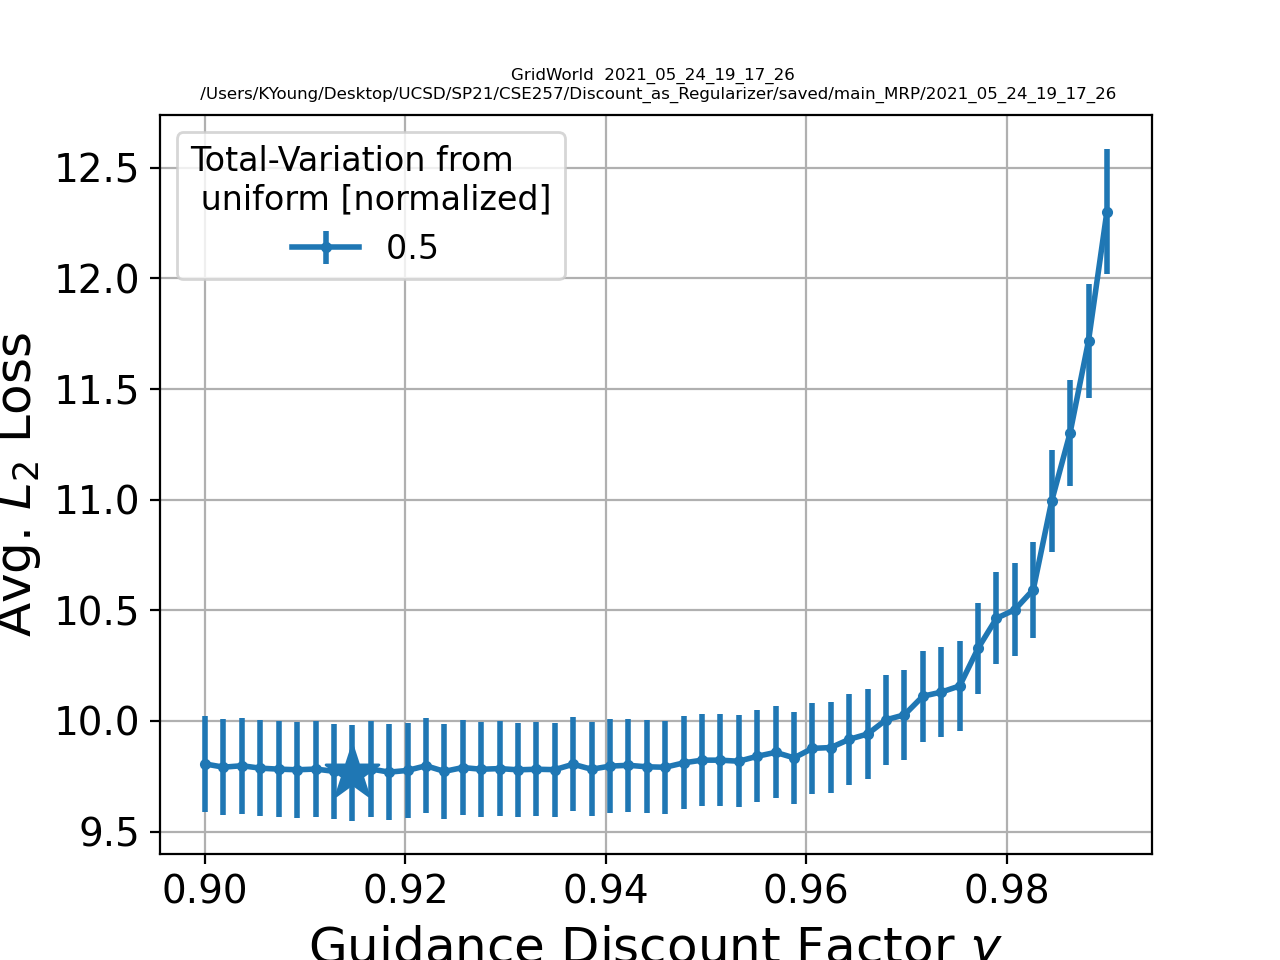 GridWorld 2021_05_24_19_17_26
/Users/KYoung/Desktop/UCSD/SP21/CSE257/Discount_as_Regularizer/saved/main_MRP/2021_05_24_19_17_26
Total-Variation from
uniform [normalized]
0.5
12.5
12.0
11.5
11.0
10.5
10.0
9.5
Avg. L₂ Loss
0.90 0.92 0.94 0.96 0.98
Guidance Discount Factor γ